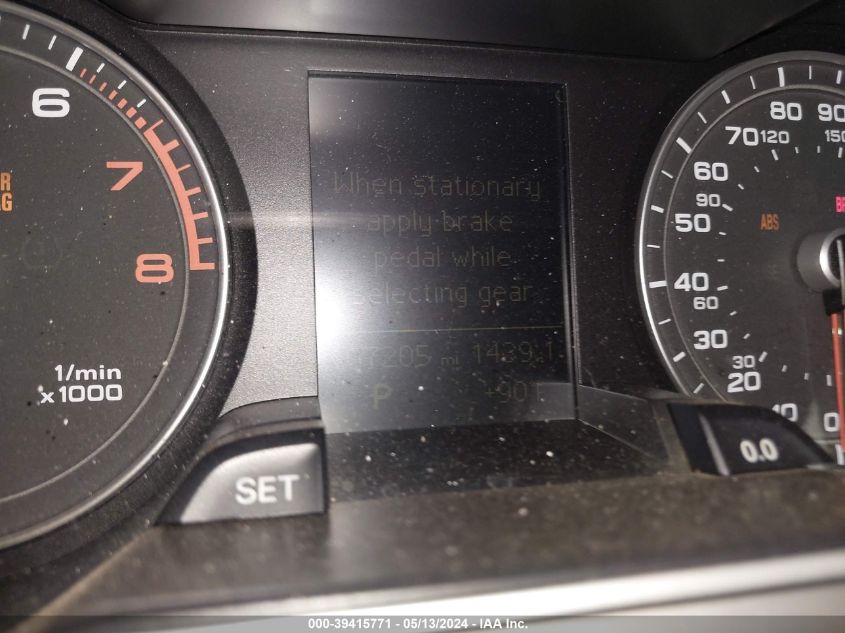 6
7
8
1/min
x1000
When stationary
apply brake
pedal while
selecting gear
mi
P
SET
80 90
70 120 150
60
90
50
ABS
40
60
30
30
20
10 0
0.0
000-39415771 - 05/13/2024 - IAA Inc.